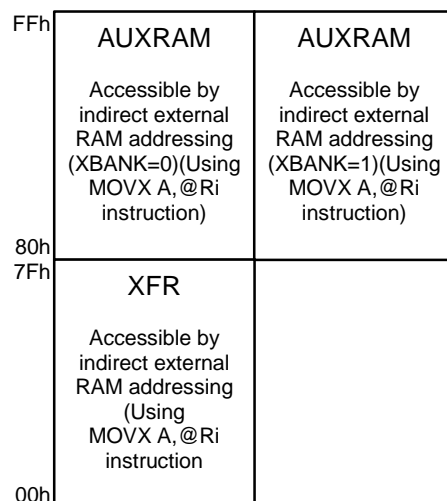 FFh
AUXRAM
Accessible by
indirect external
RAM addressing
(XBANK=0)(Using
MOVX A,@Ri
instruction)
AUXRAM
Accessible by
indirect external
RAM addressing
(XBANK=1)(Using
MOVX A,@Ri
instruction)
80h
7Fh
XFR
Accessible by
indirect external
RAM addressing
(Using
MOVX A,@Ri
instruction
00h